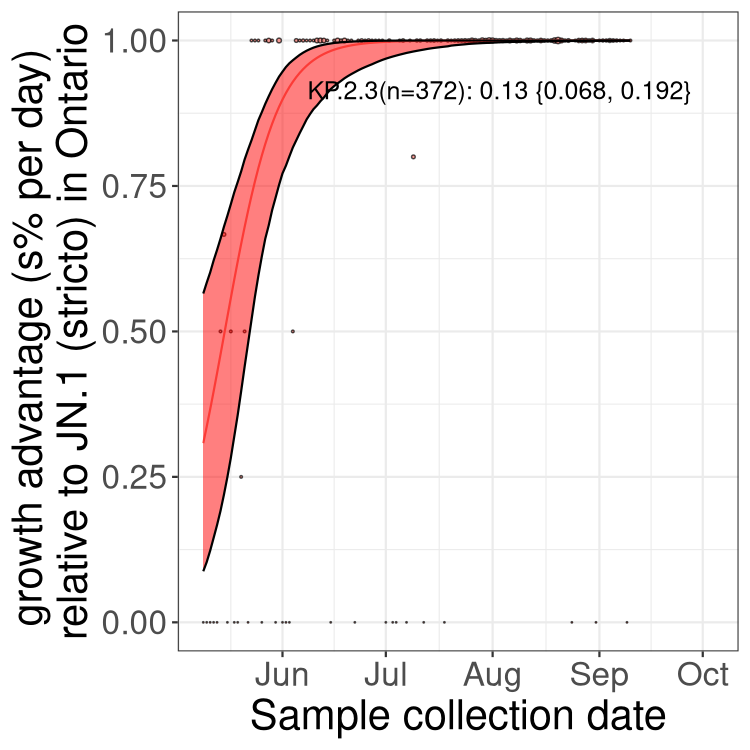 growth advantage (s% per day)
relative to JN.1 (stricto) in Ontario
1.00
0.75
0.50
0.25
0.00
KP.2.3(n=372): 0.13 {0.068, 0.192}
Jun Jul Aug Sep Oct
Sample collection date